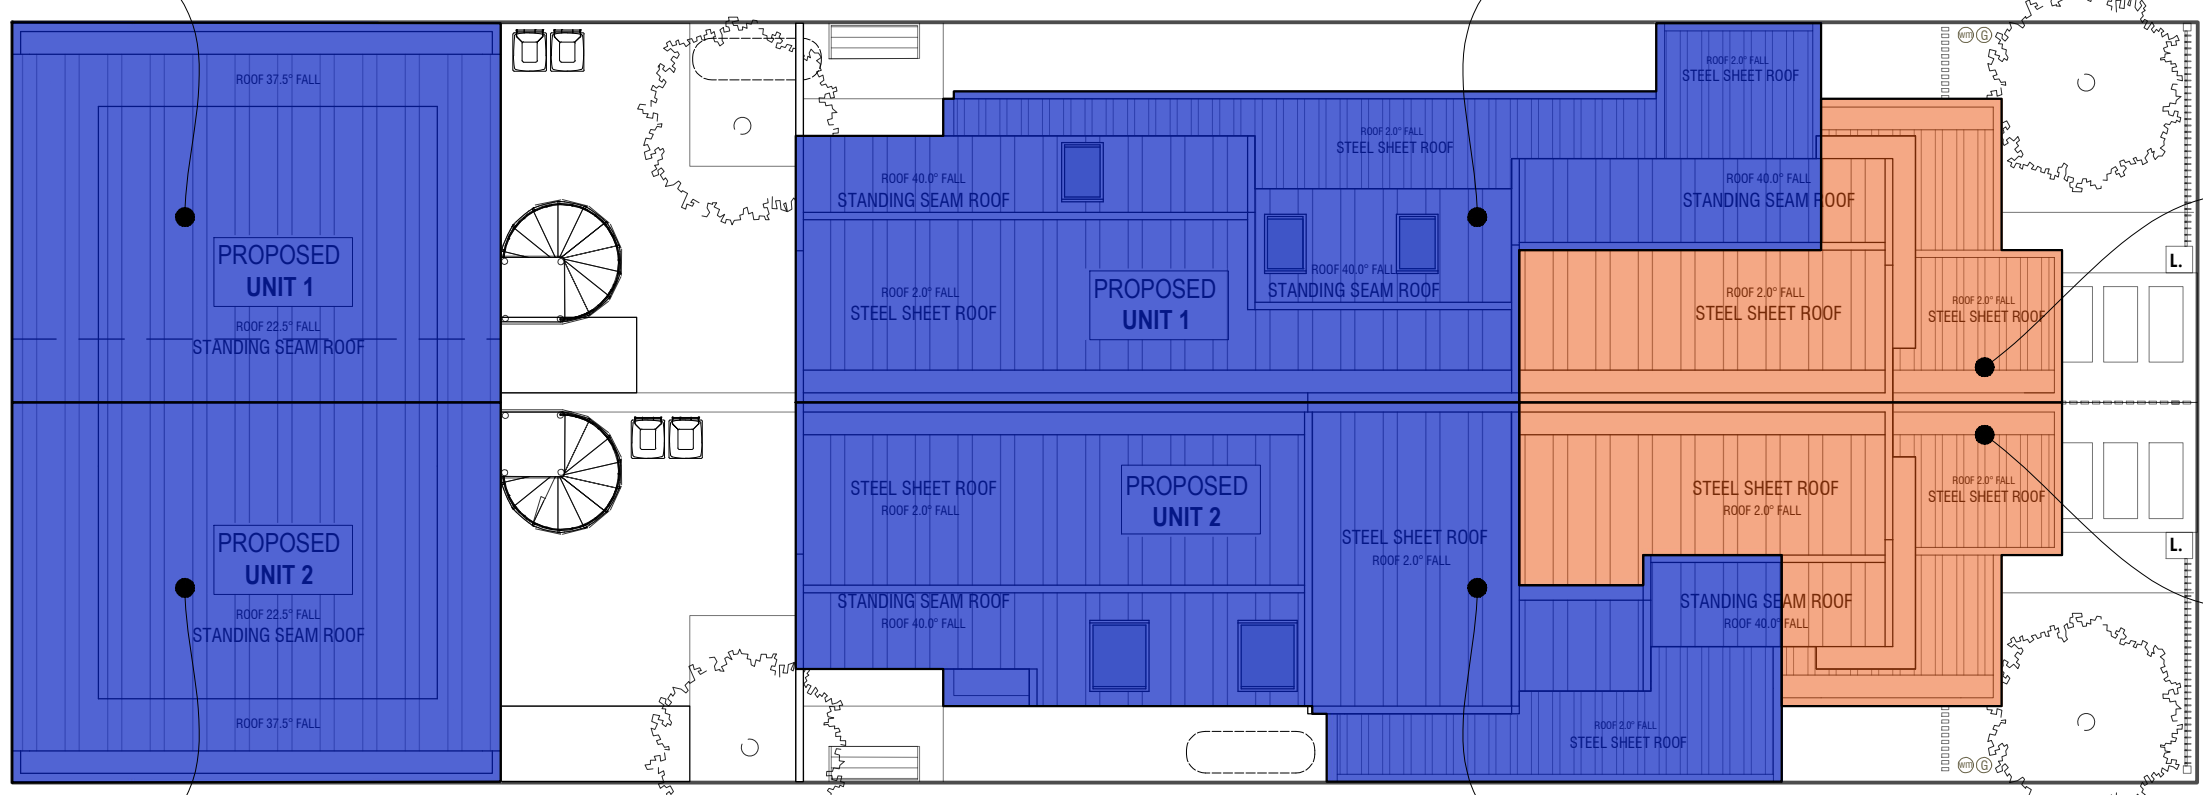 ROOF 37.5° FALL
PROPOSED
UNIT 1
ROOF 22.5° FALL
STANDING SEAM ROOF
PROPOSED
UNIT 2
ROOF 22.5° FALL
STANDING SEAM ROOF
ROOF 37.5° FALL
ROOF 40.0° FALL
STANDING SEAM ROOF
ROOF 2.0° FALL
STEEL SHEET ROOF
PROPOSED
UNIT 1
ROOF 2.0° FALL
STEEL SHEET ROOF
ROOF 40.0° FALL
STANDING SEAM ROOF
ROOF 2.0° FALL
STEEL SHEET ROOF
ROOF 40.0° FALL
STANDING SEAM ROOF
ROOF 2.0° FALL
STEEL SHEET ROOF
ROOF 2.0° FALL
STEEL SHEET ROOF
wm G
L.
STEEL SHEET ROOF
ROOF 2.0° FALL
PROPOSED
UNIT 2
STANDING SEAM ROOF
ROOF 40.0° FALL
STEEL SHEET ROOF
ROOF 2.0° FALL
STEEL SHEET ROOF
ROOF 2.0° FALL
ROOF 2.0° FALL
STEEL SHEET ROOF
STANDING SEAM ROOF
ROOF 40.0° FALL
ROOF 2.0° FALL
STEEL SHEET ROOF
L.
wm G